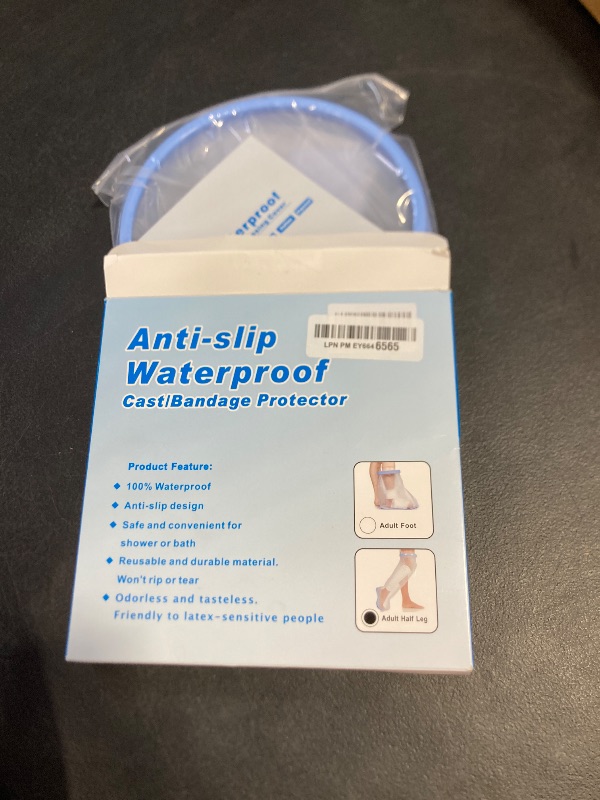 erproof
Anti-slip
Waterproof
Cast/Bandage Protector
LPN PM EY664 6565
Product Feature:
◆ 100% Waterproof
◆ Anti-slip design
◆ Safe and convenient for
shower or bath
◆ Reusable and durable material.
Won't rip or tear
◆ Odorless and tasteless.
Friendly to latex-sensitive people
Adult Foot
Adult Half Leg